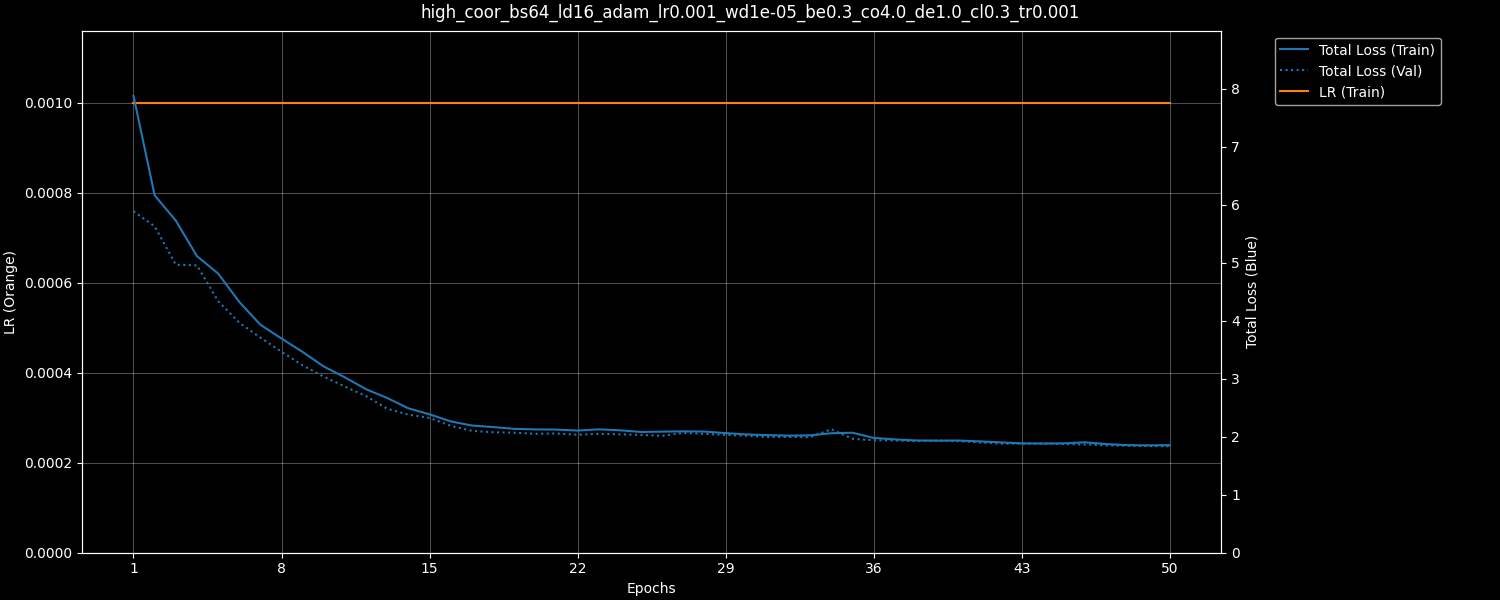 high_coor_bs64_ld16_adam_lr0.001_wd1e-05_be0.3_co4.0_de1.0_cl0.3_tr0.001
Total Loss (Train)
Total Loss (Val)
LR (Train)
LR (Orange)
0.0010
0.0008
0.0006
0.0004
0.0002
0.0000
8
7
6
5
4
3
2
1
0
Total Loss (Blue)
1 8 15 22 29 36 43 50
Epochs